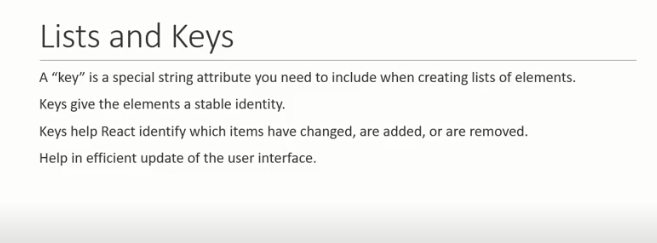 Lists and Keys
A “key” is a special string attribute you need to include when creating lists of elements.
Keys give the elements a stable identity.
Keys help React identify which items have changed, are added, or are removed.
Help in efficient update of the user interface.